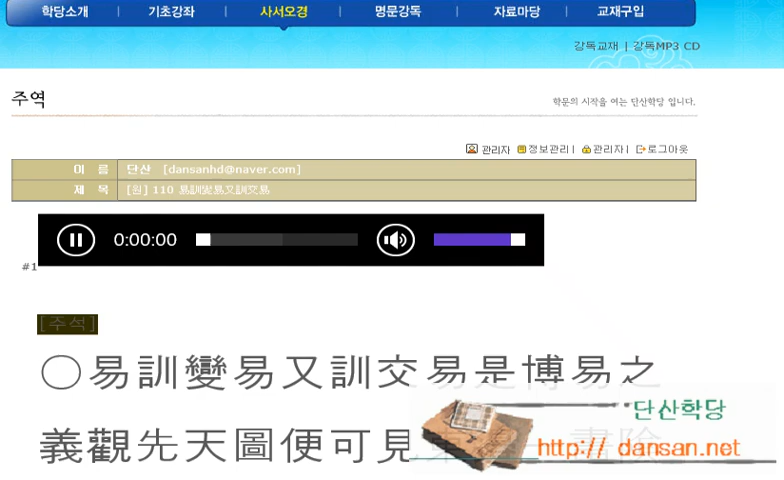 학당소개 | 기초강좌 | 사서오경 | 명문강독 | 자료마당 | 교재구입
강독교재 | 강독MP3 CD
주역
학문의 시작을 여는 단산학당 입니다.
관리자 정보관리 | 관리자 | 로그아웃
이 름 단산 [dansanhd@naver.com]
제 목 [원] 110 易訓變易又訓交易
0:00:00
#1
[주석]
○易訓變易又訓交易是博易之
義觀先天圖便可見東 一 畵陰
단산학당
http:// dansan.net